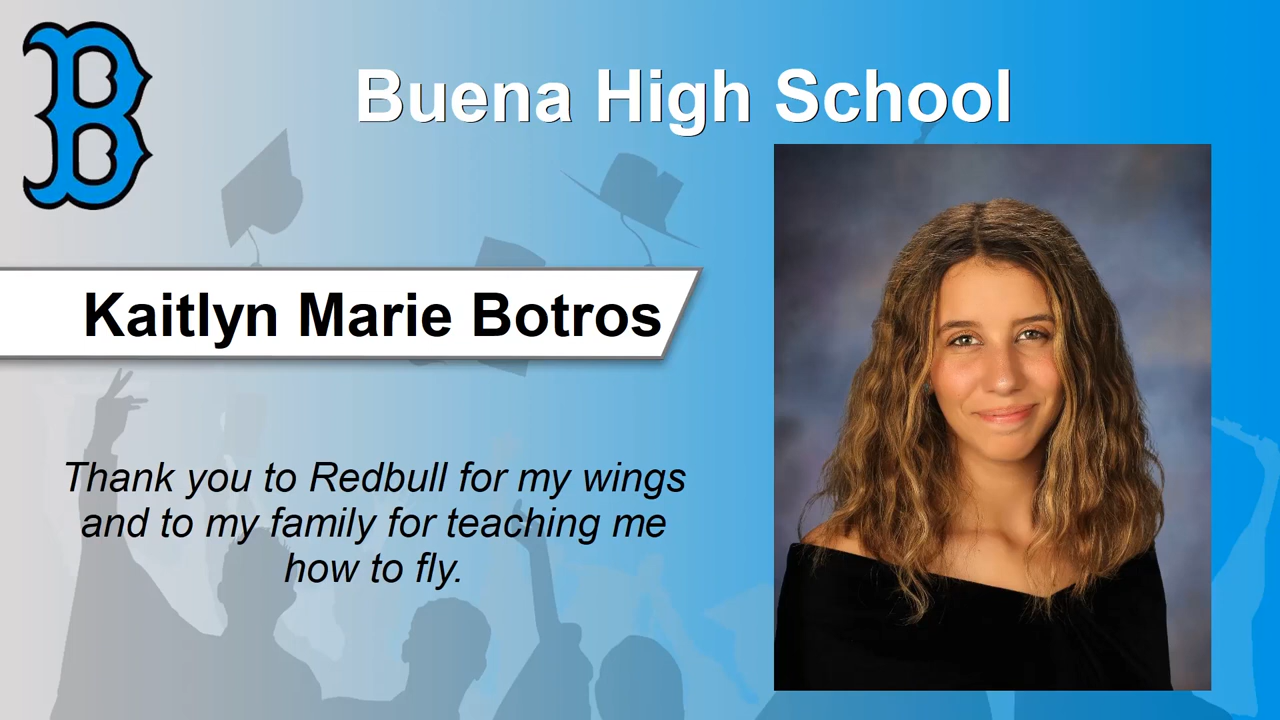 B
Buena High School
Kaitlyn Marie Botros
Thank you to Redbull for my wings
and to my family for teaching me
how to fly.